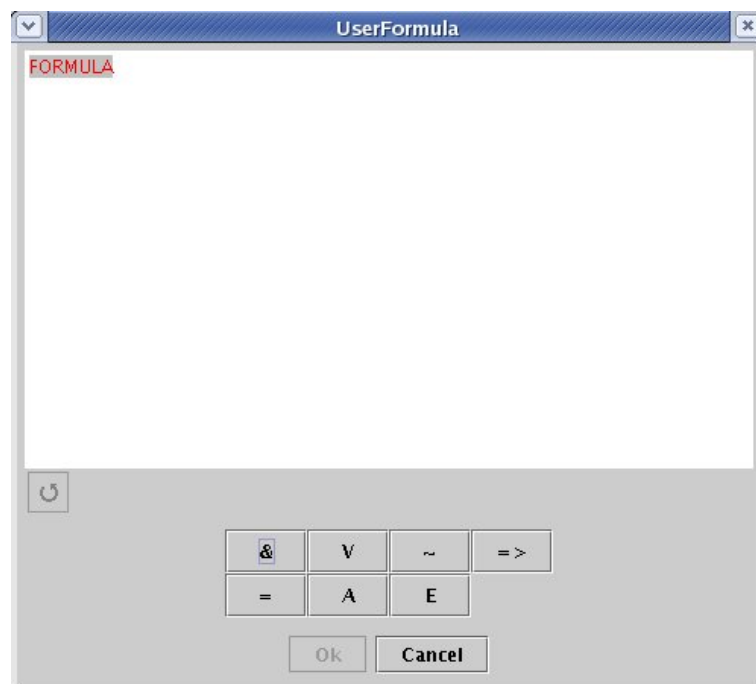 UserFormula
FORMULA
& V ~ =>
= A E
Ok Cancel